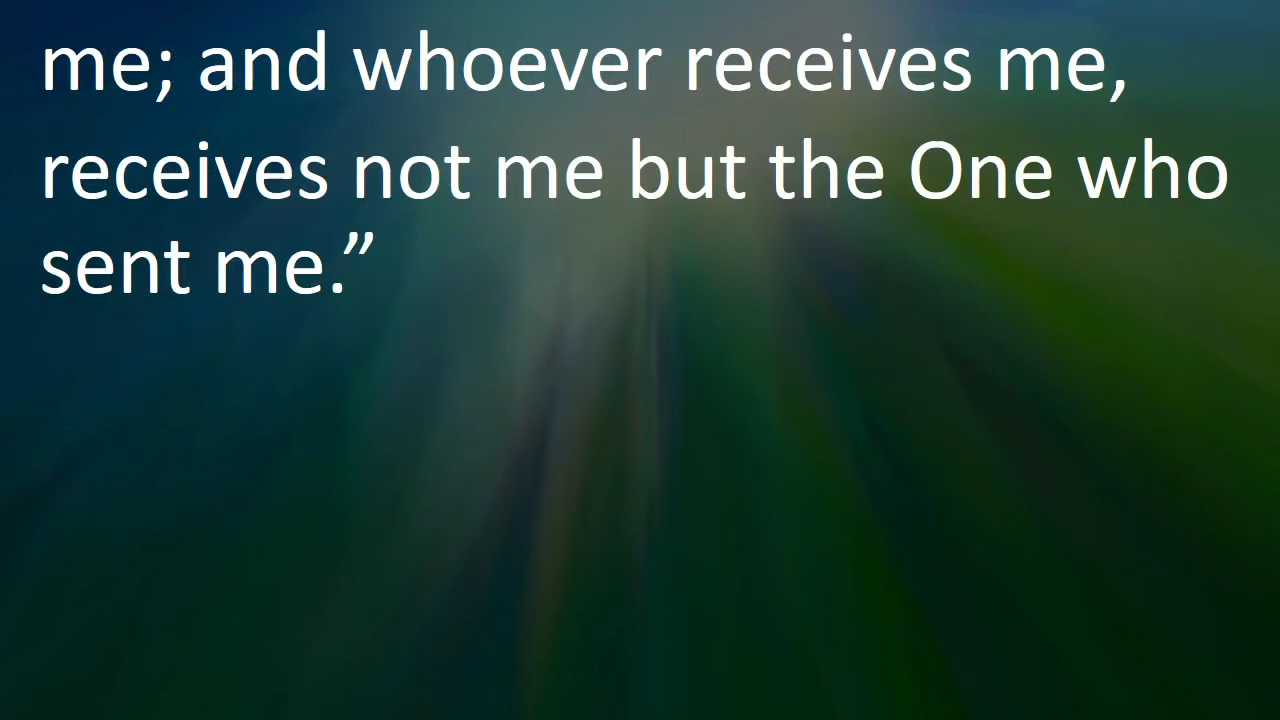 me; and whoever receives me,
receives not me but the One who
sent me.”